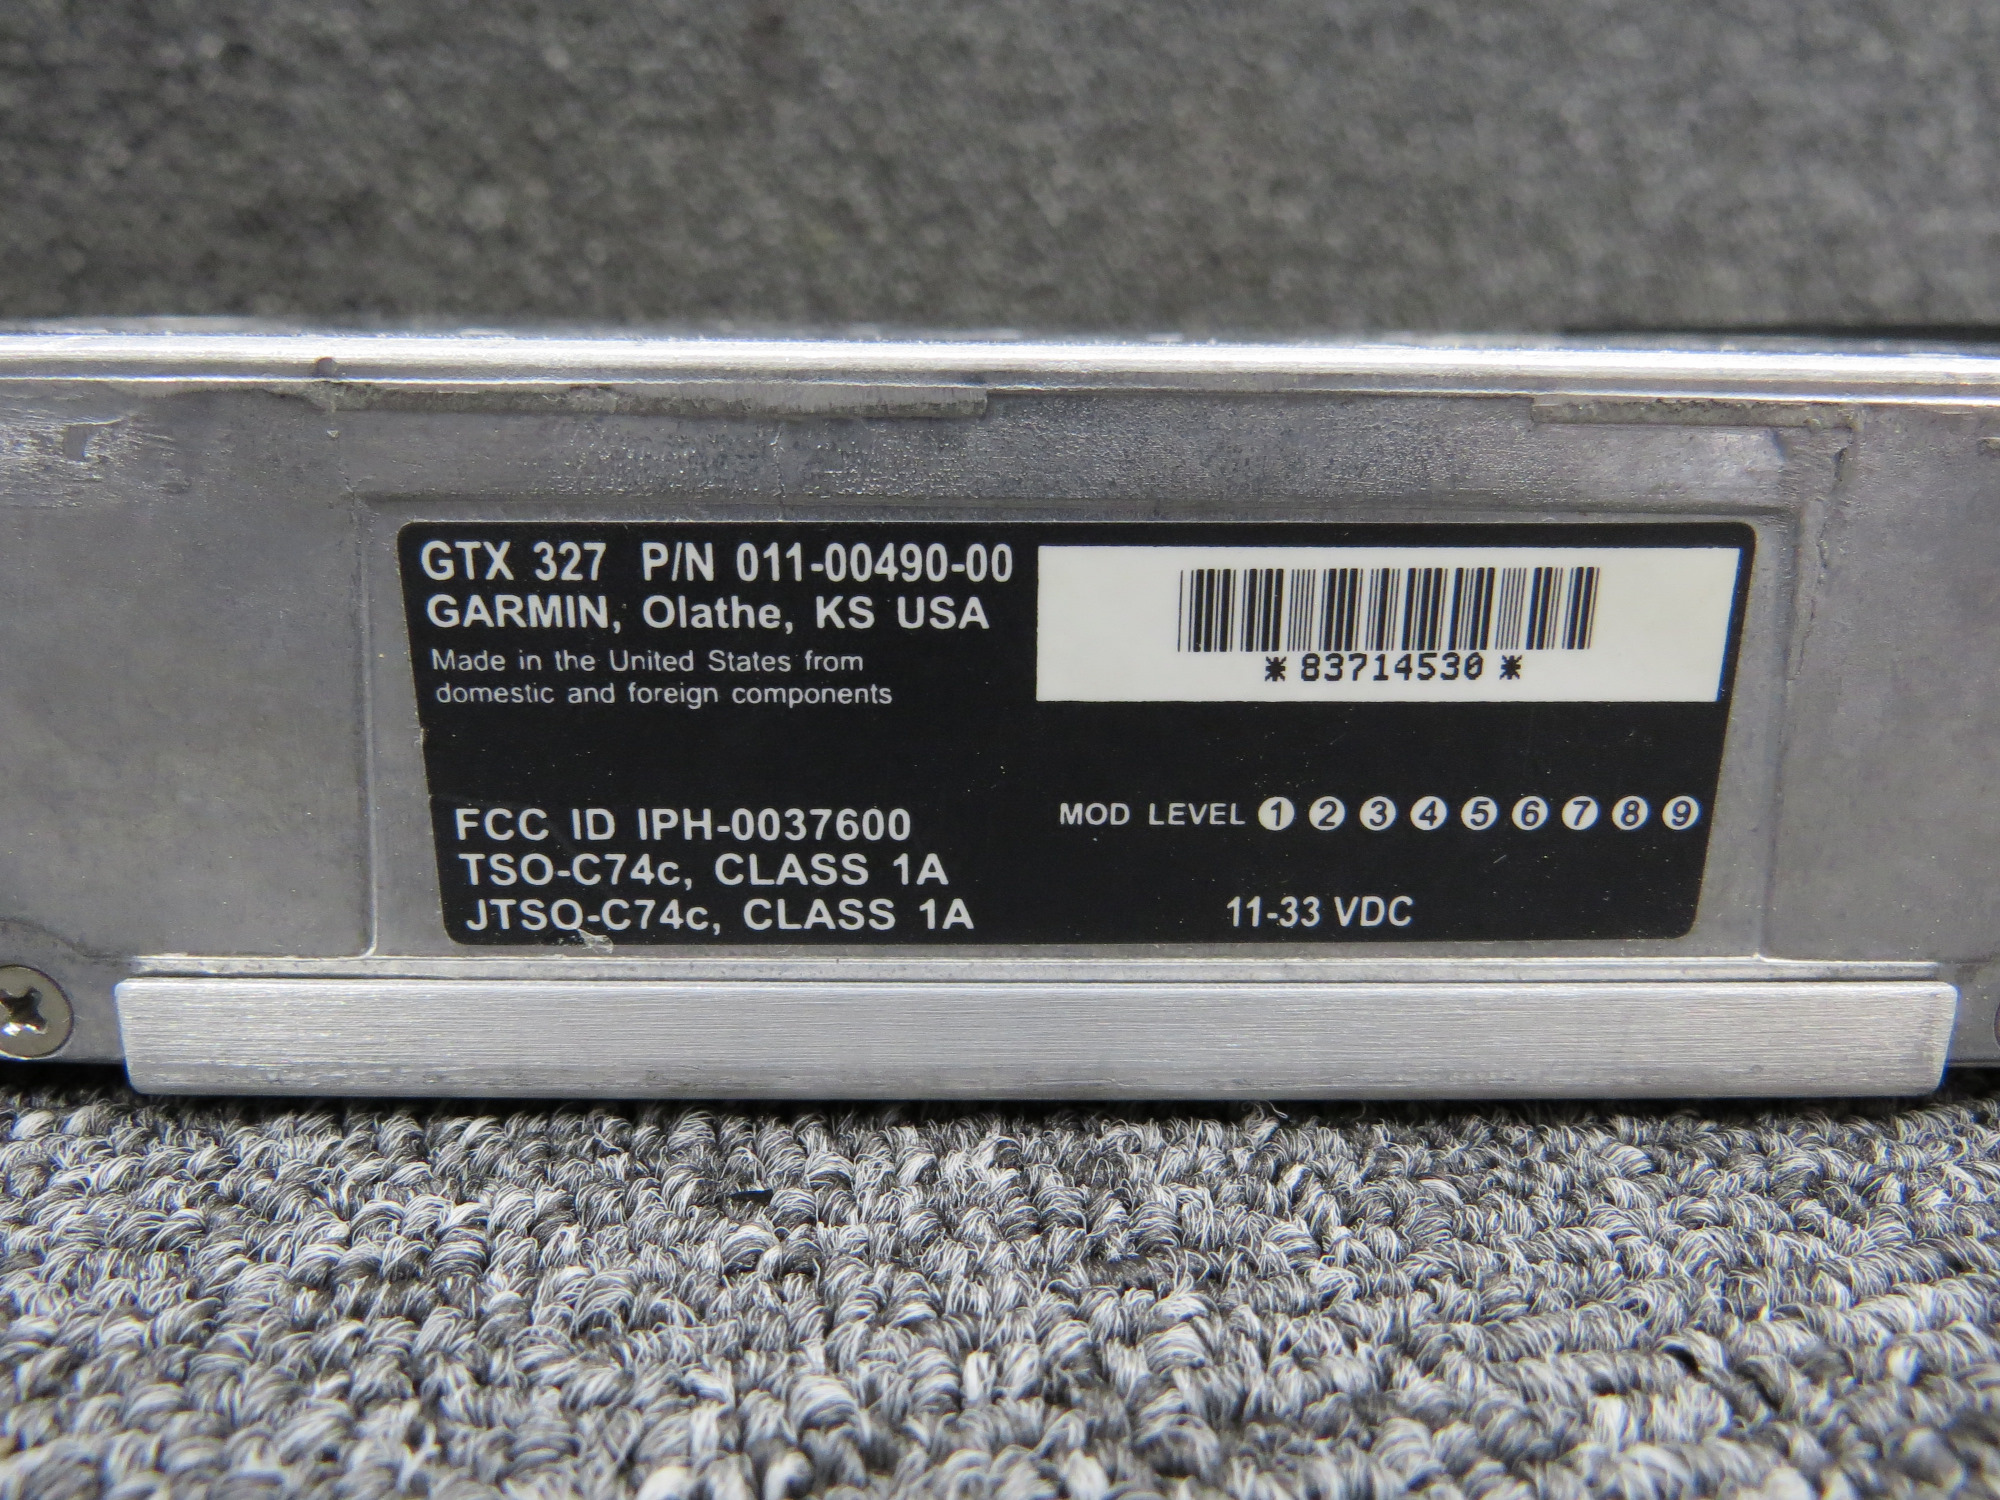 GTX 327 P/N 011-00490-00
GARMIN, Olathe, KS USA
Made in the United States from
domestic and foreign components
*83714530*
FCC ID IPH-0037600
TSO-C74c, CLASS 1A
JTSO-C74c, CLASS 1A
MOD LEVEL 1 2 3 4 5 6 7 8 9
11-33 VDC